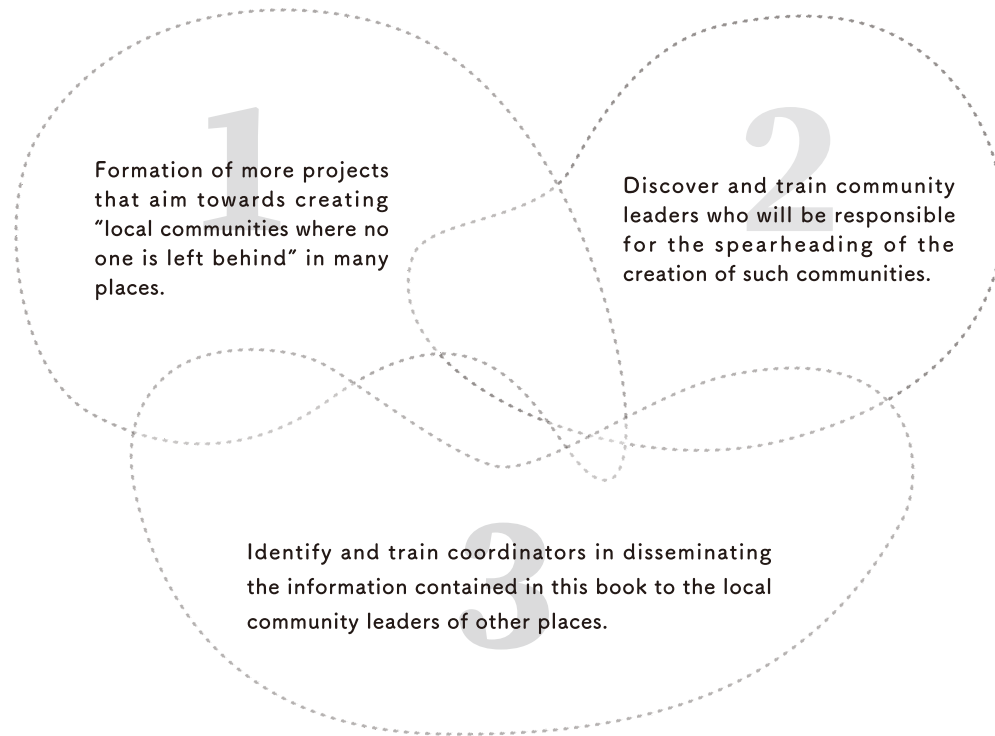 1
Formation of more projects
that aim towards creating
“local communities where no
one is left behind” in many
places.
2
Discover and train community
leaders who will be responsible
for the spearheading of the
creation of such communities.
3
Identify and train coordinators in disseminating
the information contained in this book to the local
community leaders of other places.